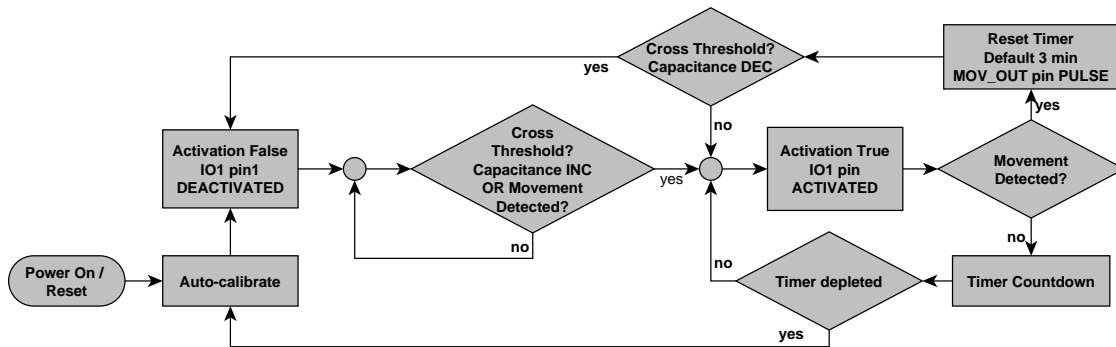 Cross Threshold?
Capacitance DEC
yes
no
Reset Timer
Default 3 min
MOV_OUT pin PULSE
yes
Activation False
IO1 pin1
DEACTIVATED
Cross
Threshold?
Capacitance INC
OR Movement
Detected?
yes
no
Activation True
IO1 pin
ACTIVATED
Movement
Detected?
no
Power On /
Reset
Auto-calibrate
no
Timer depleted
yes
Timer Countdown